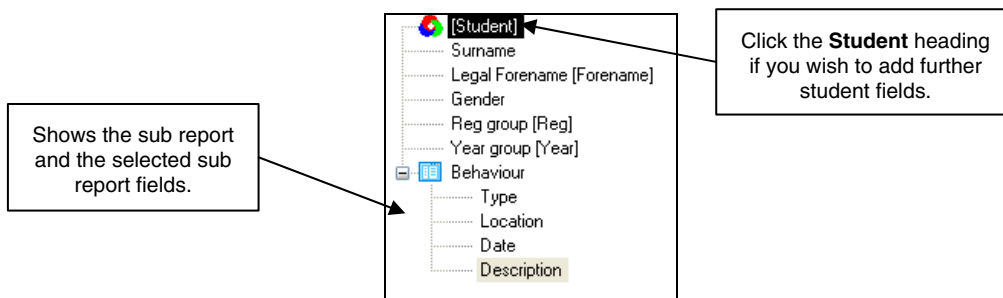 [Student]
Surname
Legal Forename [Forename]
Gender
Reg group [Reg]
Year group [Year]
Behaviour
Type
Location
Date
Description
Click the Student heading
if you wish to add further
student fields.
Shows the sub report
and the selected sub
report fields.